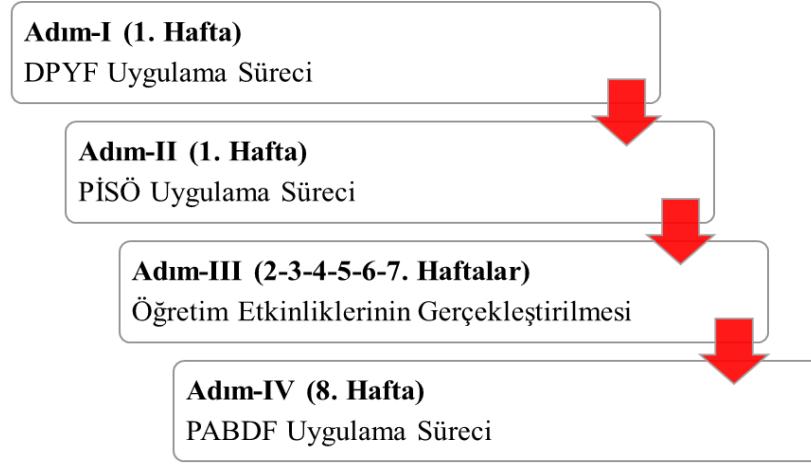 Adım-I (1. Hafta)
DPYF Uygulama Süreci
Adım-II (1. Hafta)
PİSÖ Uygulama Süreci
Adım-III (2-3-4-5-6-7. Haftalar)
Öğretim Etkinliklerinin Gerçekleştirilmesi
Adım-IV (8. Hafta)
PABDF Uygulama Süreci